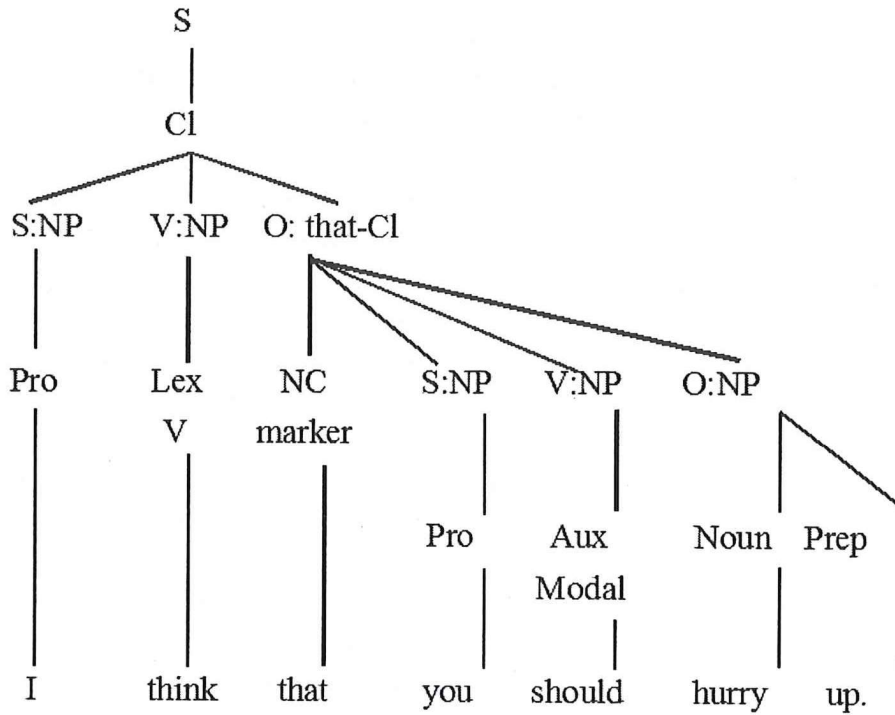 S
Cl
S:NP V:NP O: that-Cl
Pro Lex NC S:NP V:NP O:NP
V marker
Pro Aux Noun Prep
Modal
I think that you should hurry up.